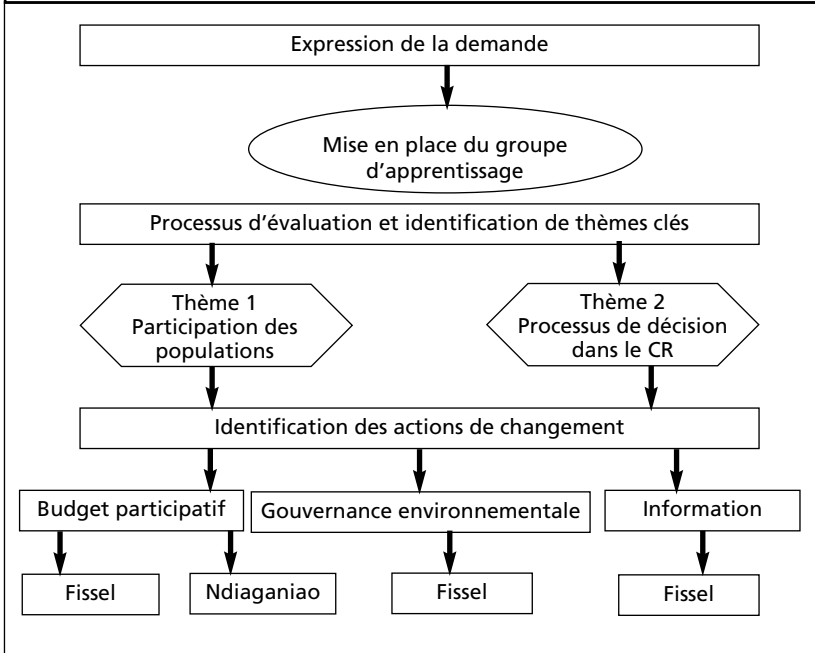 Expression de la demande
Mise en place du groupe
d’apprentissage
Processus d’évaluation et identification de thèmes clés
Thème 1
Participation des
populations
Thème 2
Processus de décision
dans le CR
Identification des actions de changement
Budget participatif
Gouvernance environnementale
Information
Fissel
Ndiaganiao
Fissel
Fissel